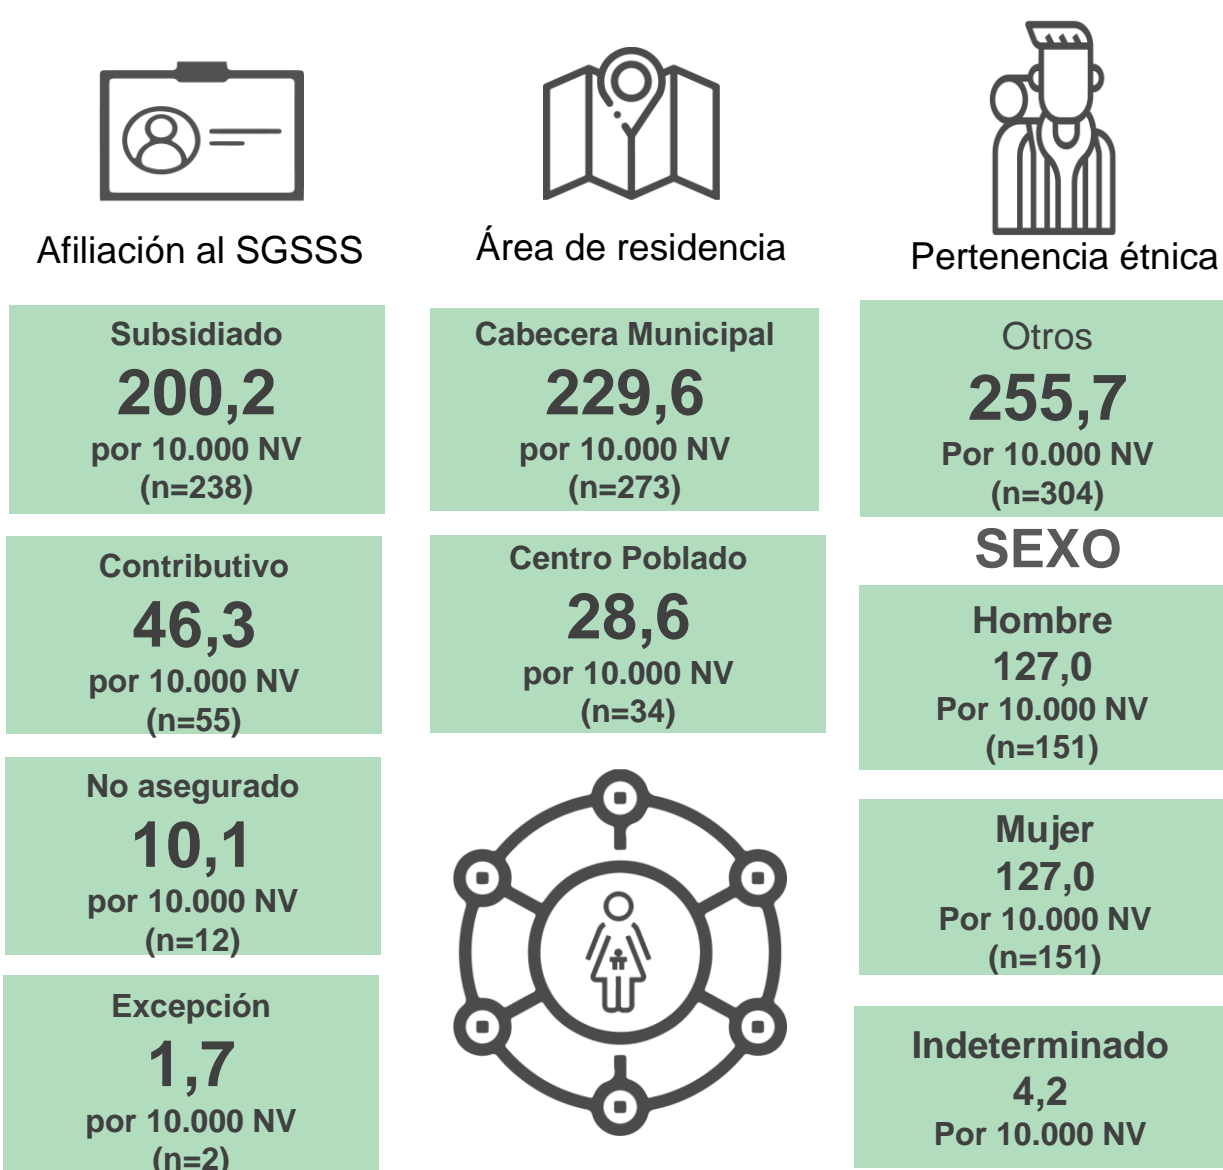 Afiliación al SGSSS
Subsidiado
200,2
por 10.000 NV
(n=238)
Contributivo
46,3
por 10.000 NV
(n=55)
No asegurado
10,1
por 10.000 NV
(n=12)
Excepción
1,7
por 10.000 NV
(n=2)
Área de residencia
Cabecera Municipal
229,6
por 10.000 NV
(n=273)
Centro Poblado
28,6
por 10.000 NV
(n=34)
Pertenencia étnica
Otros
255,7
Por 10.000 NV
(n=304)
SEXO
Hombre
127,0
Por 10.000 NV
(n=151)
Mujer
127,0
Por 10.000 NV
(n=151)
Indeterminado
4,2
Por 10.000 NV